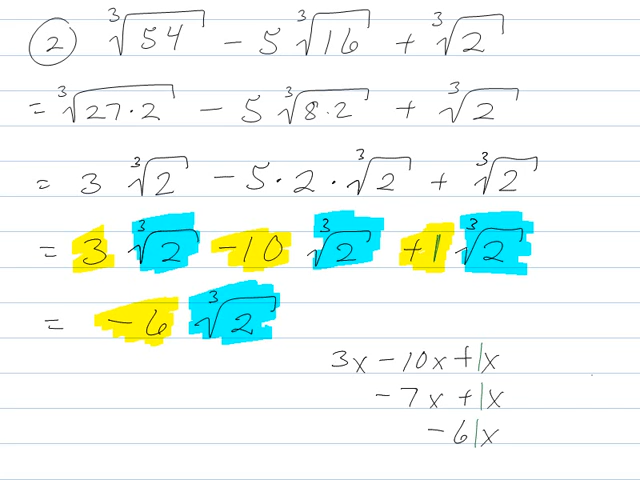 ② ∛54 − 5 ∛16 + ∛2
= ∛27·2 − 5 ∛8·2 + ∛2
= 3 ∛2 − 5·2·∛2 + ∛2
= 3 ∛2 −10 ∛2 +1 ∛2
= −6 ∛2
3x − 10x + 1x
− 7x + 1x
− 6|x